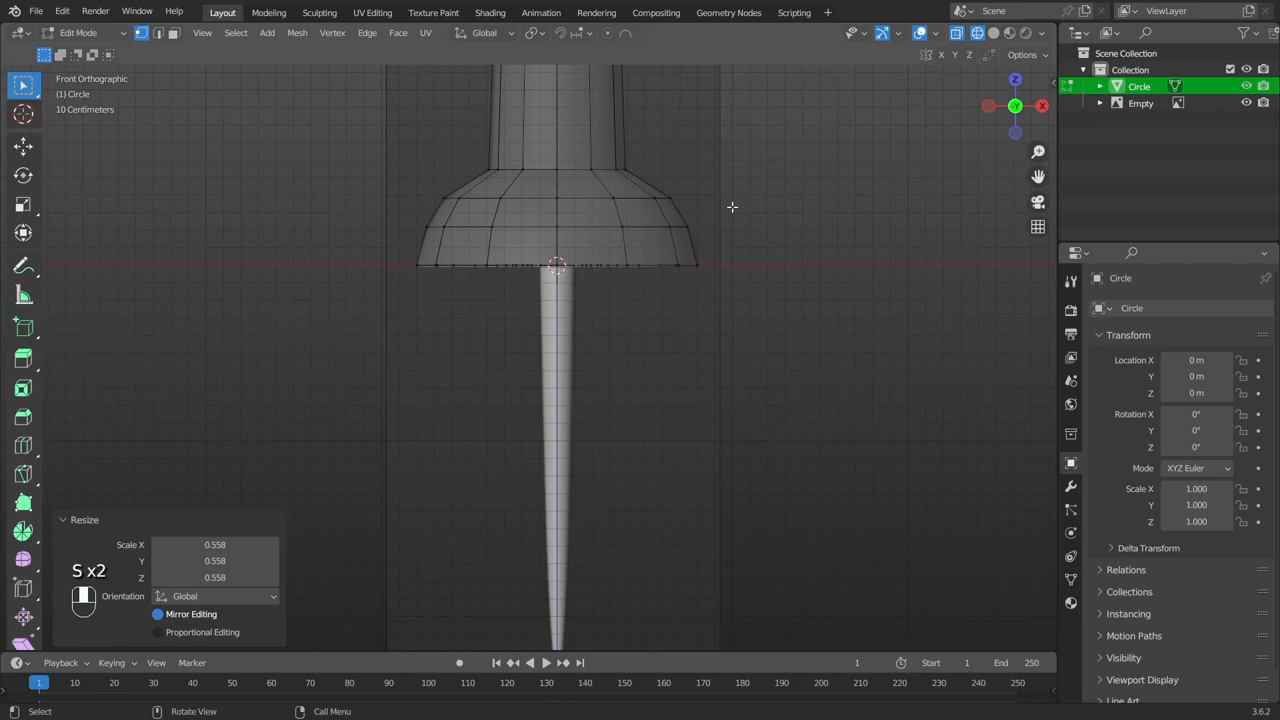 File Edit Render Window Help Layout Modeling Sculpting UV Editing Texture Paint Shading Animation Rendering Compositing Geometry Nodes Scripting + Scene ViewLayer
Edit Mode View Select Add Mesh Vertex Edge Face UV Global
X Y Z Options
Front Orthographic
(1) Circle
10 Centimeters
Z
-Y X
Scene Collection
Collection
Circle
Empty
Circle
Circle
Transform
Location X 0 m
Y 0 m
Z 0 m
Rotation X 0°
Y 0°
Z 0°
Mode XYZ Euler
Scale X 1.000
Y 1.000
Z 1.000
Delta Transform
Relations
Collections
Instancing
Motion Paths
Visibility
Viewport Display
Line Art
Resize
Scale X 0.558
Y 0.558
Z 0.558
Orientation Global
Mirror Editing
Proportional Editing
S x2
Playback Keying View Marker 1 Start 1 End 250
1 10 20 30 40 50 60 70 80 90 100 110 120 130 140 150 160 170 180 190 200 210 220 230 240 250
Select Rotate View Call Menu 3.6.2